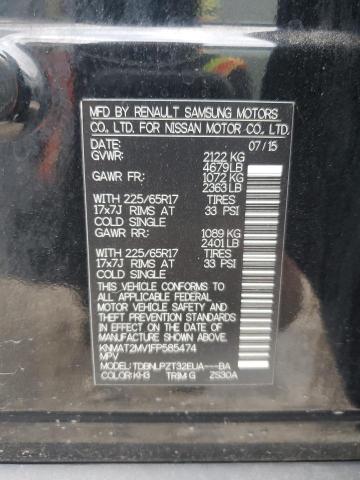 MFD BY RENAULT SAMSUNG MOTORS
CO., LTD. FOR NISSAN MOTOR CO., LTD.
DATE: 07/15
GVWR: 2122 KG
4679 LB
GAWR FR: 1072 KG
2363 LB
WITH 225/65R17 TIRES
17x7J RIMS AT 33 PSI
COLD SINGLE
GAWR RR: 1089 KG
2401 LB
WITH 225/65R17 TIRES
17x7J RIMS AT 33 PSI
COLD SINGLE
THIS VEHICLE CONFORMS TO
ALL APPLICABLE FEDERAL
MOTOR VEHICLE SAFETY AND
THEFT PREVENTION STANDARDS
IN EFFECT ON THE DATE OF
MANUFACTURE SHOWN ABOVE.
KNMAT2MV1FP585474
MPV
MODEL: TDBNLPZT32EUA---BA
COLOR: KH3 TRIM: G ZS30A